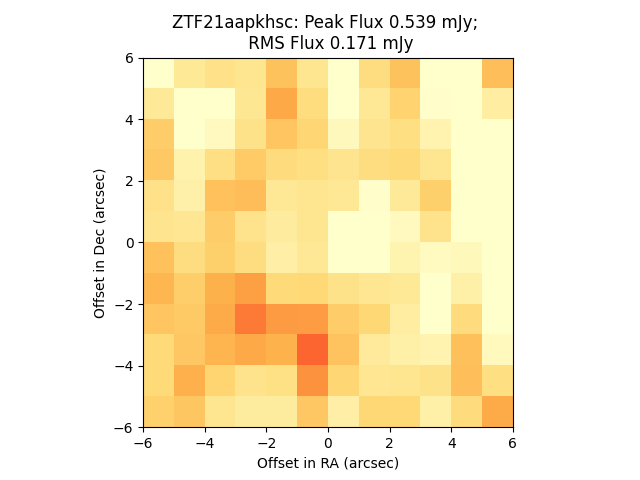 ZTF21aapkhsc: Peak Flux 0.539 mJy;
RMS Flux 0.171 mJy
6
4
2
0
−2
−4
−6
Offset in Dec (arcsec)
−6 −4 −2 0 2 4 6
Offset in RA (arcsec)